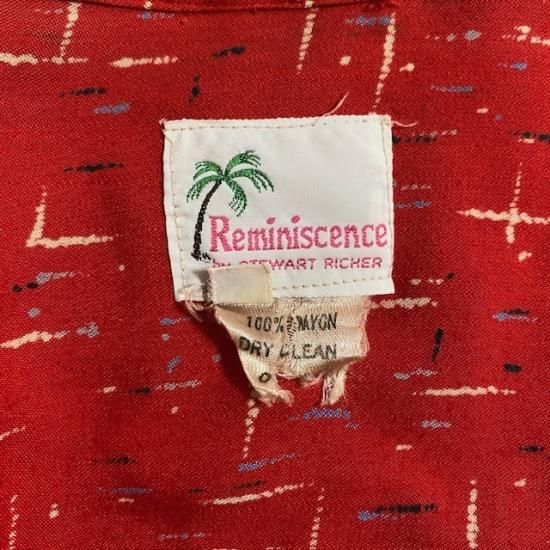 Reminiscence
by STEWART RICHER
100% RAYON
DRY CLEAN